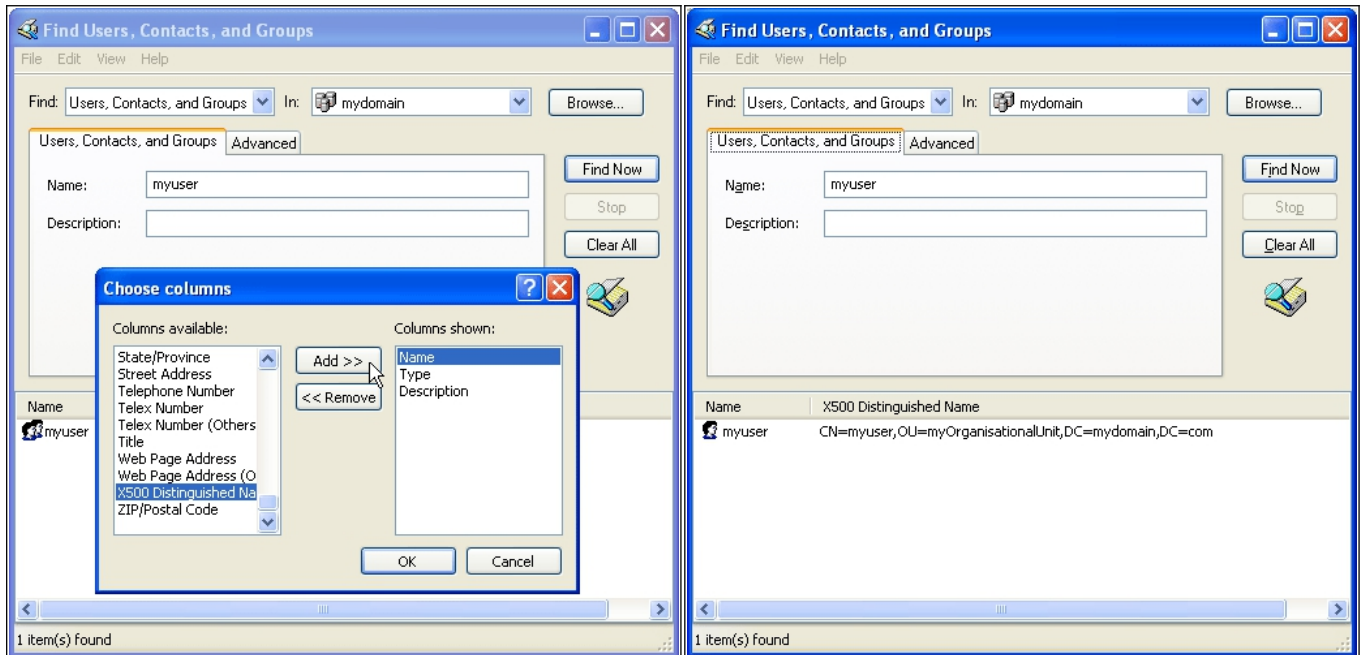 Find Users, Contacts, and Groups
File Edit View Help
Find: Users, Contacts, and Groups In: mydomain Browse...
Users, Contacts, and Groups Advanced
Find Now
Name: myuser
Stop
Description:
Clear All
Choose columns
Columns available: Columns shown:
State/Province
Street Address
Telephone Number
Telex Number
Telex Number (Others
Title
Web Page Address
Web Page Address (O
X500 Distinguished Na
ZIP/Postal Code
Add >>
<< Remove
Name
Type
Description
OK Cancel
Name
myuser
1 item(s) found
Find Users, Contacts, and Groups
File Edit View Help
Find: Users, Contacts, and Groups In: mydomain Browse...
Users, Contacts, and Groups Advanced
Find Now
Name: myuser
Stop
Description:
Clear All
Name X500 Distinguished Name
myuser CN=myuser,OU=myOrganisationalUnit,DC=mydomain,DC=com
1 item(s) found